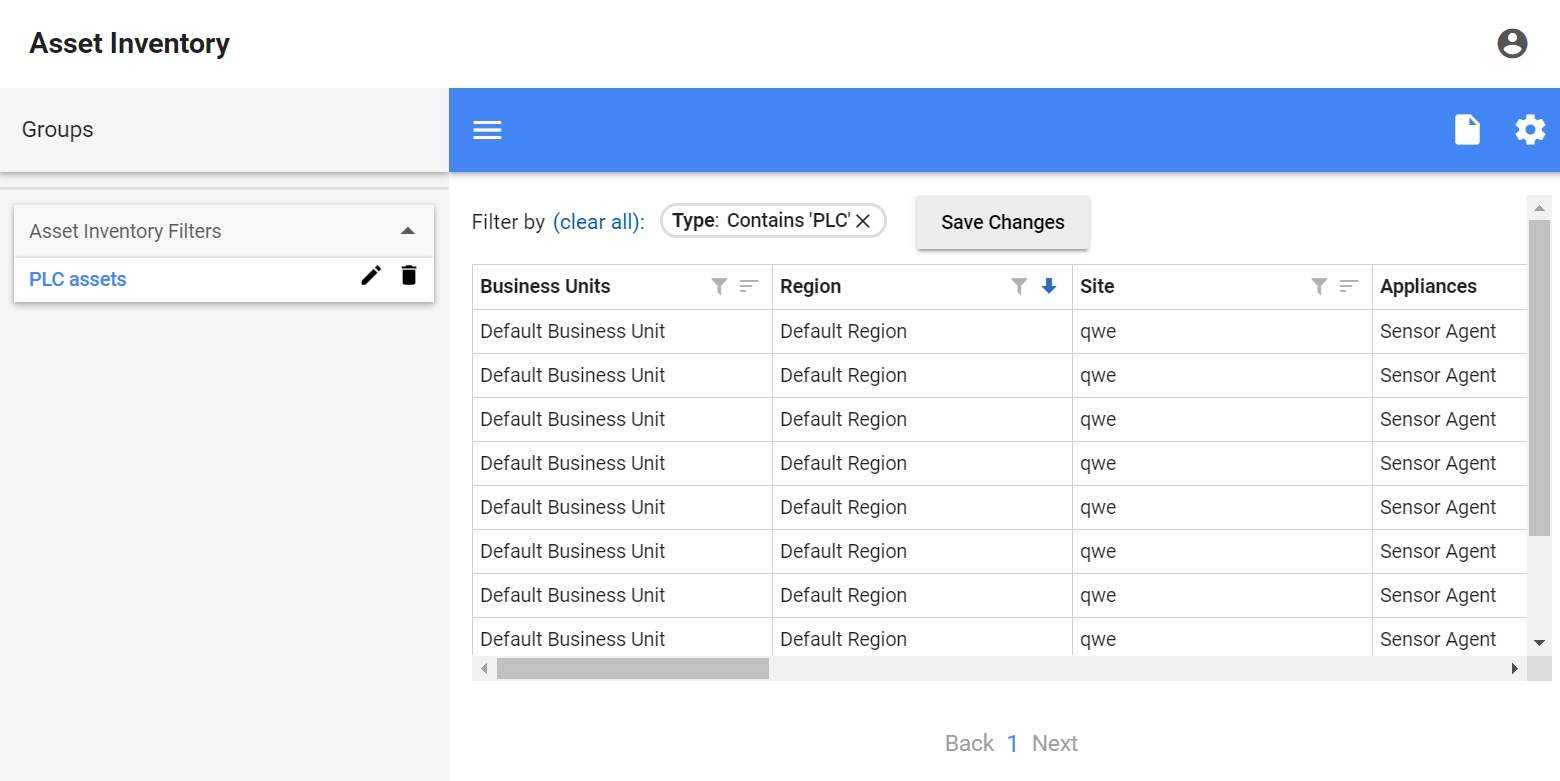 Asset Inventory
Groups
Asset Inventory Filters
PLC assets
Filter by (clear all): Type: Contains 'PLC' Save Changes
Business Units Region Site Appliances
Default Business Unit Default Region qwe Sensor Agent
Default Business Unit Default Region qwe Sensor Agent
Default Business Unit Default Region qwe Sensor Agent
Default Business Unit Default Region qwe Sensor Agent
Default Business Unit Default Region qwe Sensor Agent
Default Business Unit Default Region qwe Sensor Agent
Default Business Unit Default Region qwe Sensor Agent
Default Business Unit Default Region qwe Sensor Agent
Back 1 Next